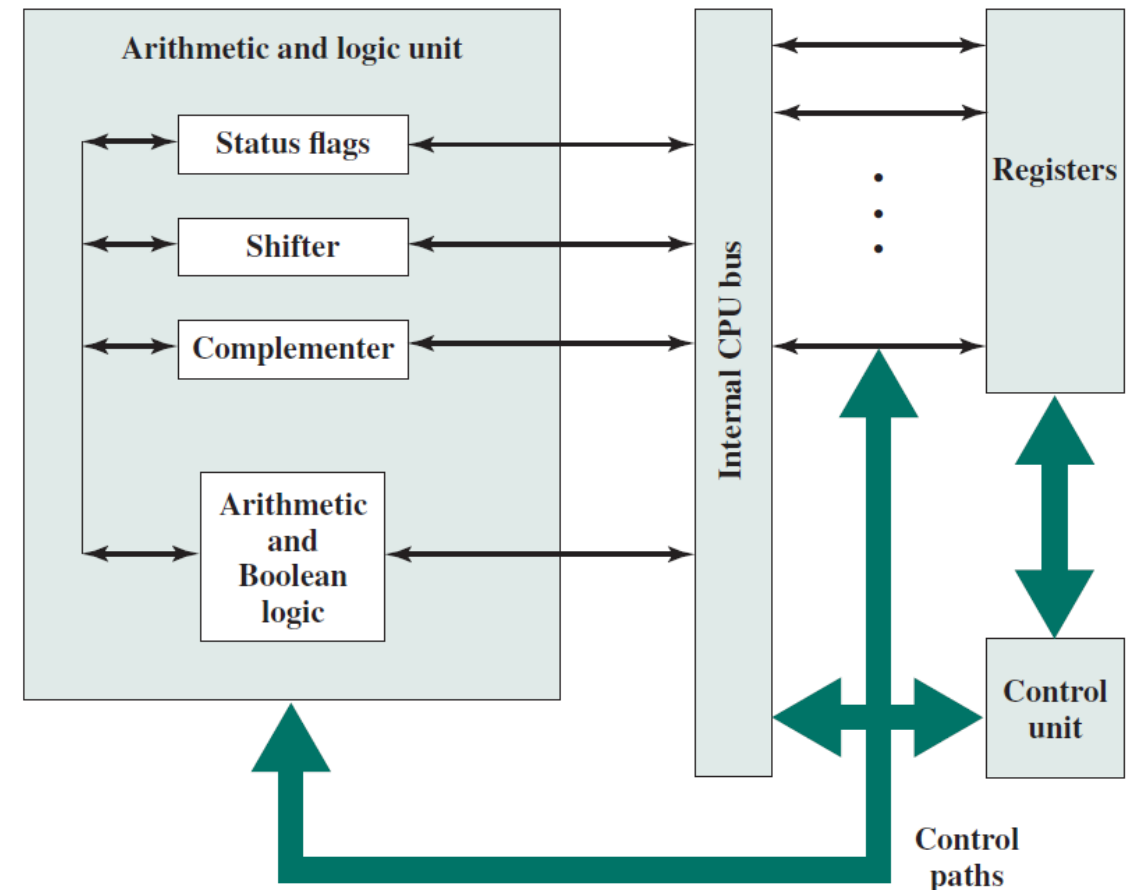 Arithmetic and logic unit
Status flags
Shifter
Complementer
Arithmetic
and
Boolean
logic
Internal CPU bus
Registers
Control
unit
Control
paths